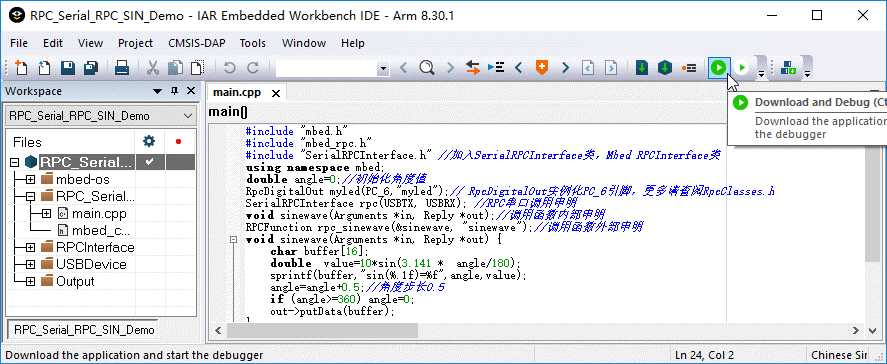 RPC_Serial_RPC_SIN_Demo - IAR Embedded Workbench IDE - Arm 8.30.1
File Edit View Project CMSIS-DAP Tools Window Help
Workspace
RPC_Serial_RPC_SIN_Demo
Files
RPC_Serial...
mbed-os
RPC_Serial...
main.cpp
mbed_c...
RPCInterface
USBDevice
Output
RPC_Serial_RPC_SIN_Demo
main.cpp
main()
#include "mbed.h"
#include "mbed_rpc.h"
#include "SerialRPCInterface.h" //加入SerialRPCInterface类，Mbed RPCInterface类
using namespace mbed;
double angle=0;//初始化角度值
RpcDigitalOut myled(PC_6,"myled");// RpcDigitalOut实例化PC_6引脚，更多请查阅RpcClasses.h
SerialRPCInterface rpc(USBTX, USBRX); //RPC串口调用申明
void sinewave(Arguments *in, Reply *out);//调用函数内部申明
RPCFunction rpc_sinewave(&sinewave, "sinewave");//调用函数外部申明
void sinewave(Arguments *in, Reply *out) {
char buffer[16];
double value=10*sin(3.141 * angle/180);
sprintf(buffer,"sin(%.1f)=%f",angle,value);
angle=angle+0.5;//角度步长0.5
if (angle>=360) angle=0;
out->putData(buffer);
Download and Debug (Ct
Download the application
the debugger
Download the application and start the debugger
Ln 24, Col 2
Chinese Sim